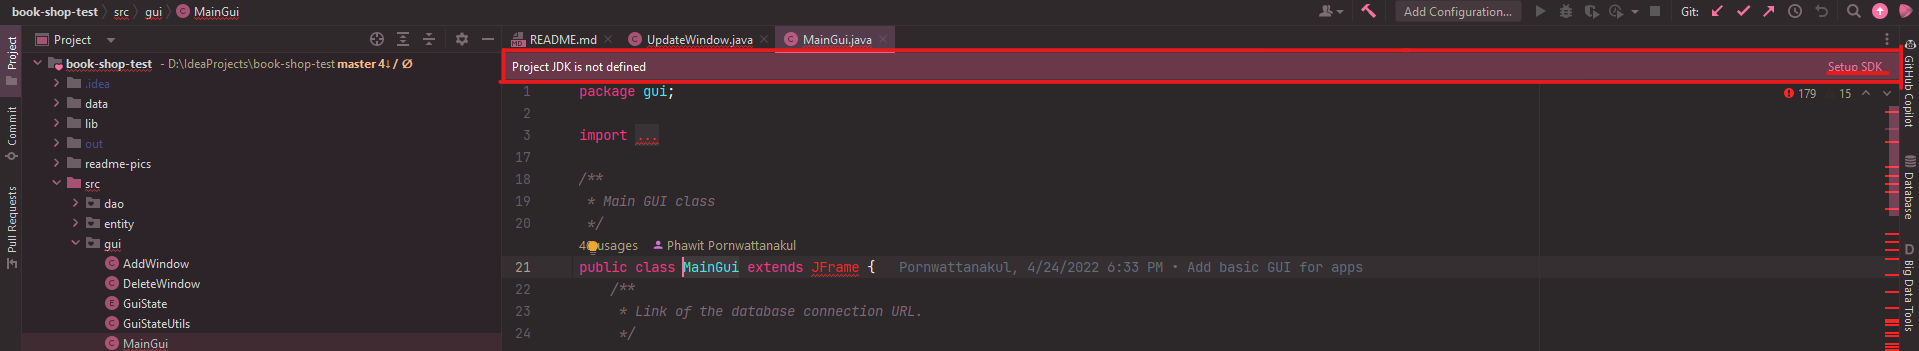 book-shop-test src gui MainGui Add Configuration... Git:
Project
README.md UpdateWindow.java MainGui.java
Project
Commit
Pull Requests
book-shop-test - D:\IdeaProjects\book-shop-test master 4↓ / Ø
.idea
data
lib
out
readme-pics
src
dao
entity
gui
AddWindow
DeleteWindow
GuiState
GuiStateUtils
MainGui
Project JDK is not defined Setup SDK
179 15
1 package gui;
2
3 import ...
17
18 /**
19 * Main GUI class
20 */
usages Phawit Pornwattanakul
21 public class MainGui extends JFrame { Pornwattanakul, 4/24/2022 6:33 PM • Add basic GUI for apps
22 /**
23 * Link of the database connection URL.
24 */
GitHub Copilot
Database
D Big Data Tools